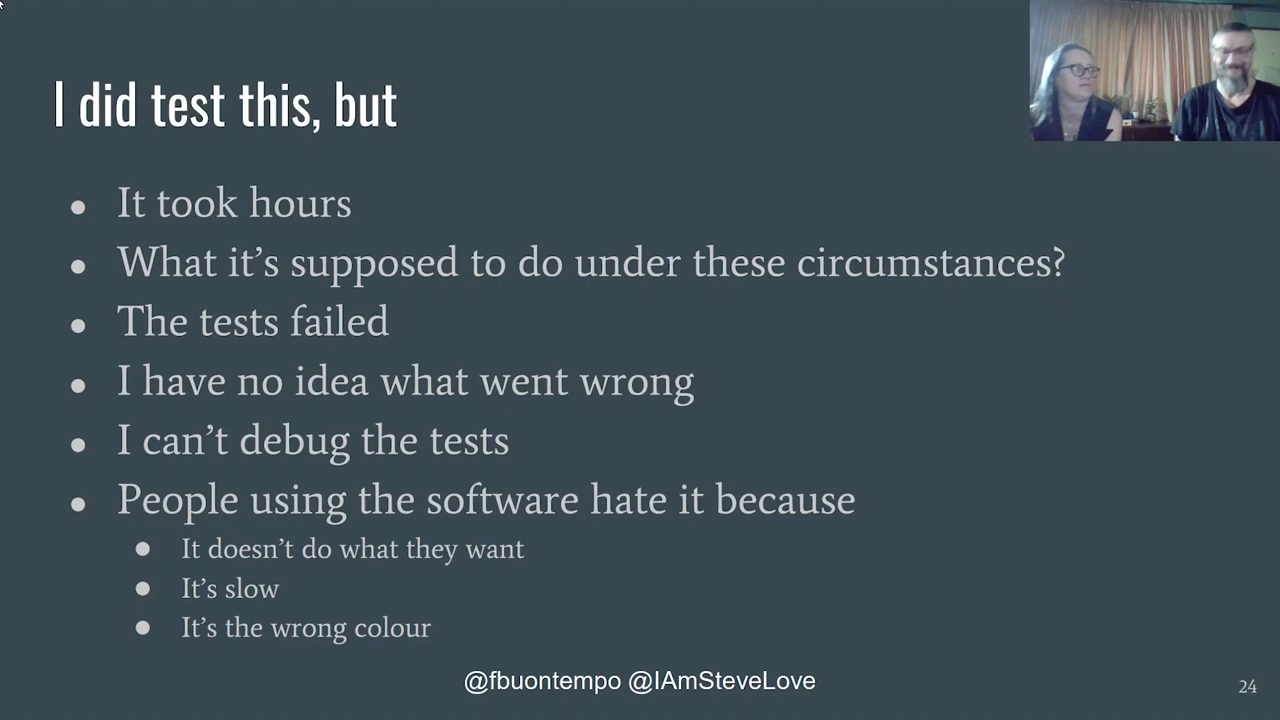 I did test this, but
It took hours
What it’s supposed to do under these circumstances?
The tests failed
I have no idea what went wrong
I can’t debug the tests
People using the software hate it because
It doesn’t do what they want
It’s slow
It’s the wrong colour
@fbuontempo @IAmSteveLove
24